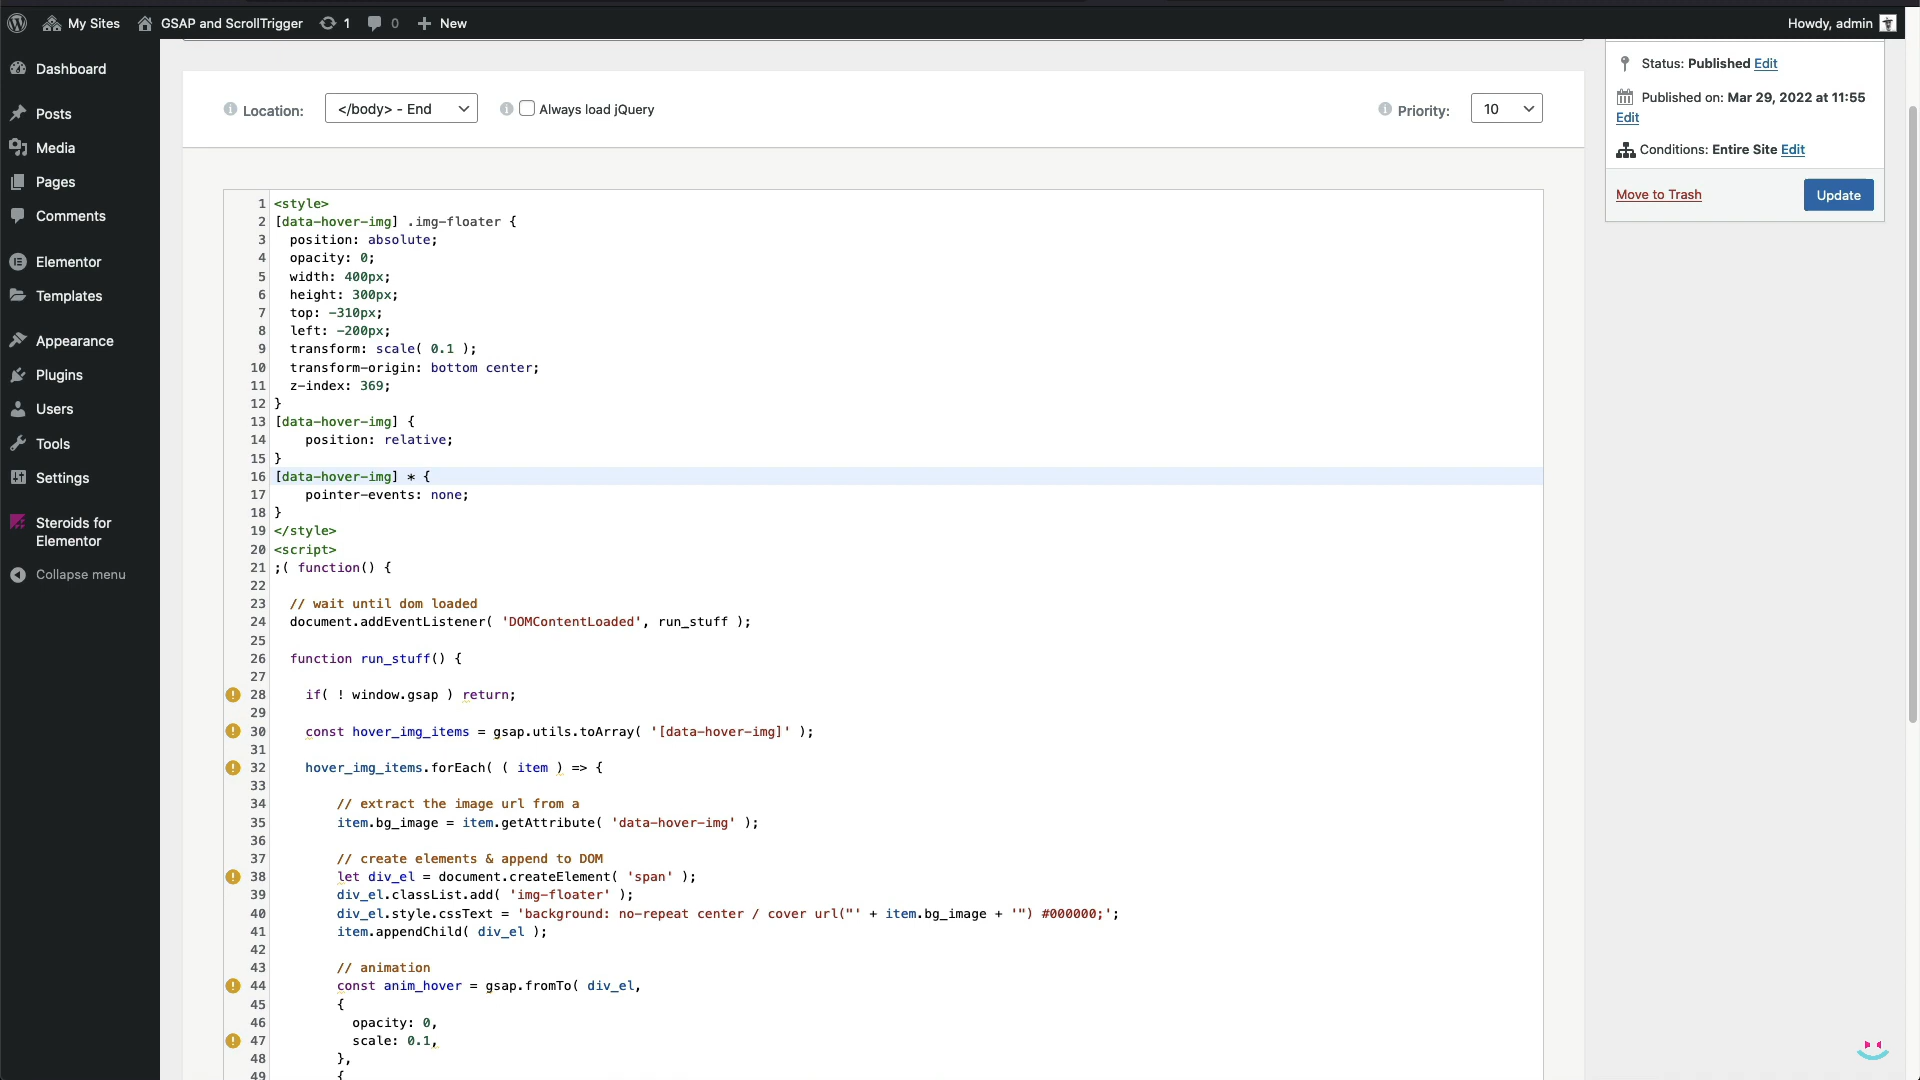 My Sites
GSAP and ScrollTrigger
1
0
New
Howdy, admin
Dashboard
Posts
Media
Pages
Comments
Elementor
Templates
Appearance
Plugins
Users
Tools
Settings
Steroids for
Elementor
Collapse menu
Location: </body> - End Always load jQuery Priority: 10
Status: Published Edit
Published on: Mar 29, 2022 at 11:55
Edit
Conditions: Entire Site Edit
Move to Trash Update
1 <style>
2 [data-hover-img] .img-floater {
3   position: absolute;
4   opacity: 0;
5   width: 400px;
6   height: 300px;
7   top: -310px;
8   left: -200px;
9   transform: scale( 0.1 );
10   transform-origin: bottom center;
11   z-index: 369;
12 }
13 [data-hover-img] {
14     position: relative;
15 }
16 [data-hover-img] * {
17     pointer-events: none;
18 }
19 </style>
20 <script>
21 ;( function() {
22
23   // wait until dom loaded
24   document.addEventListener( 'DOMContentLoaded', run_stuff );
25
26   function run_stuff() {
27
28     if( ! window.gsap ) return;
29
30     const hover_img_items = gsap.utils.toArray( '[data-hover-img]' );
31
32     hover_img_items.forEach( ( item ) => {
33
34         // extract the image url from a
35         item.bg_image = item.getAttribute( 'data-hover-img' );
36
37         // create elements & append to DOM
38         let div_el = document.createElement( 'span' );
39         div_el.classList.add( 'img-floater' );
40         div_el.style.cssText = 'background: no-repeat center / cover url("' + item.bg_image + '") #000000;';
41         item.appendChild( div_el );
42
43         // animation
44         const anim_hover = gsap.fromTo( div_el,
45         {
46           opacity: 0,
47           scale: 0.1,
48         },
49         {